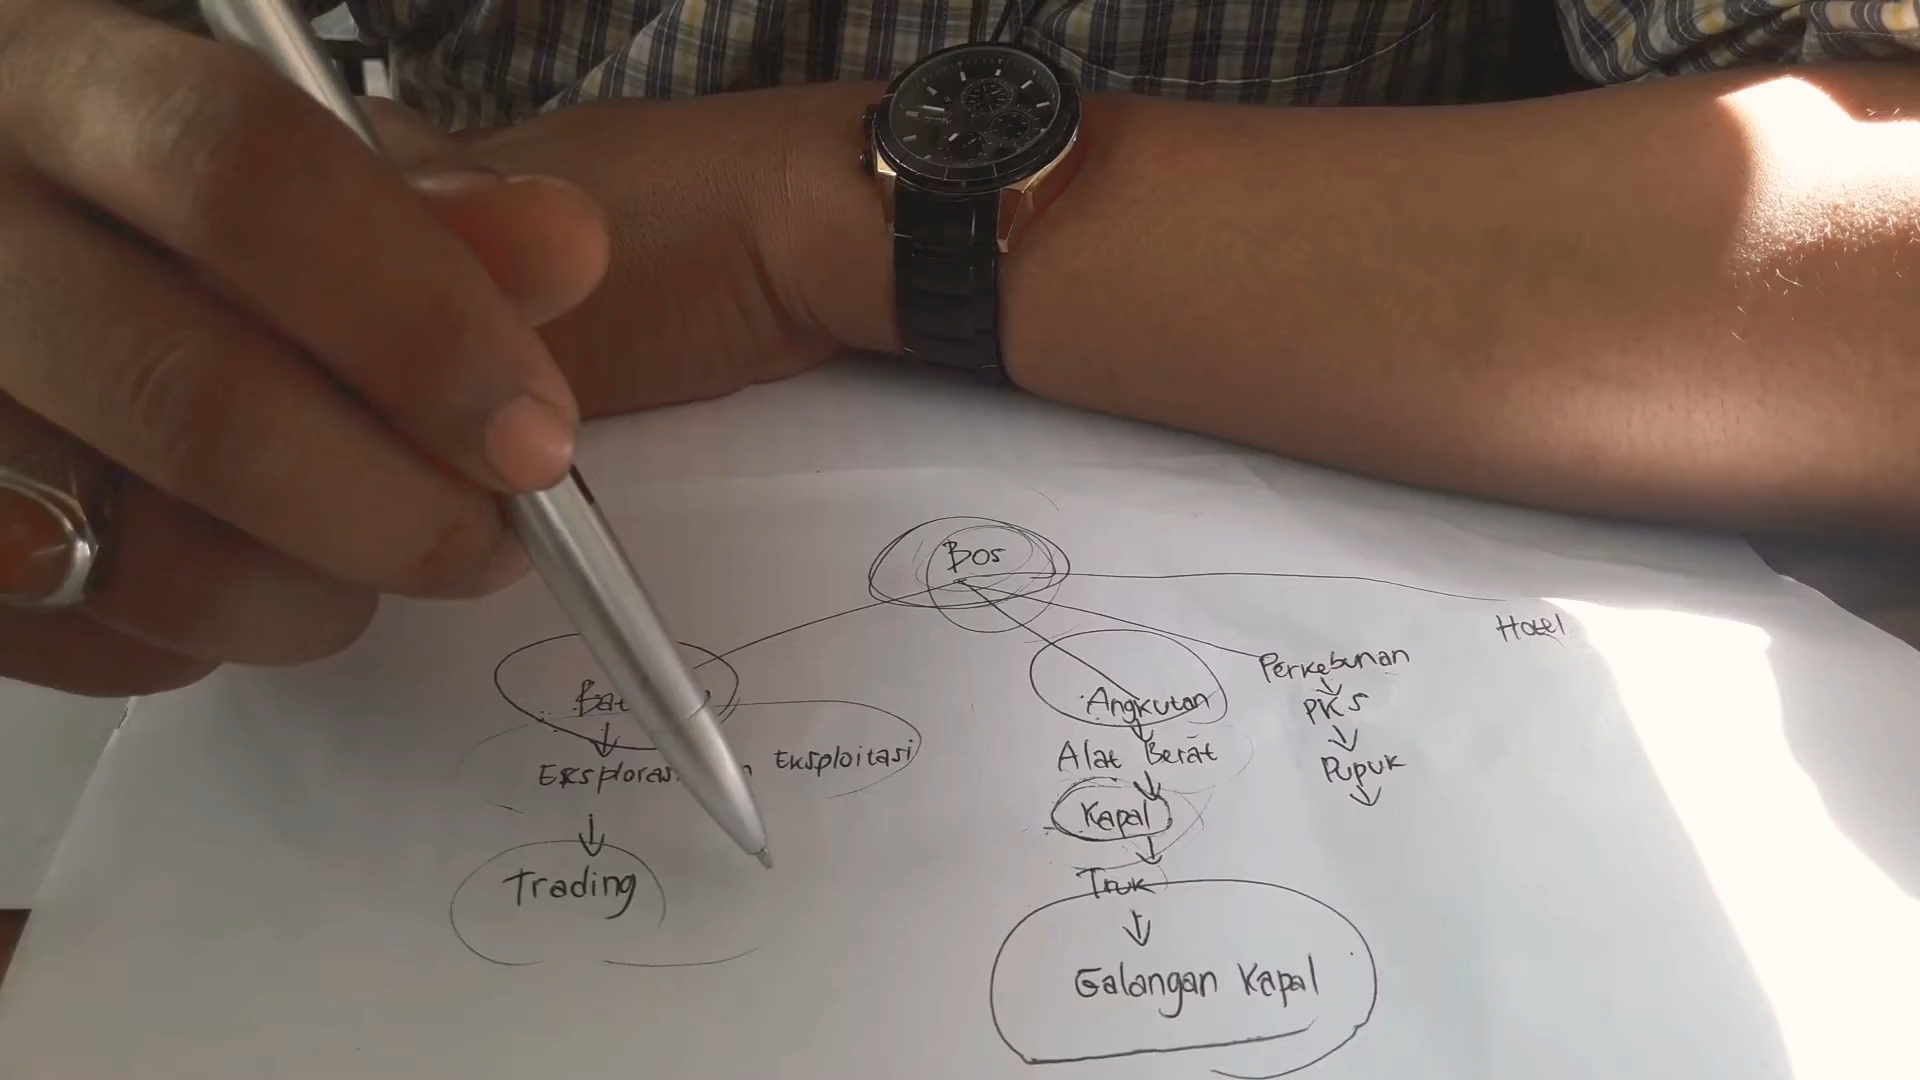 Bos
Hotel
Perkebunan
Angkutan
PKS
Alat Berat
Eksploitasi
Pupuk
Kapal
Trading
Truk
Galangan Kapal